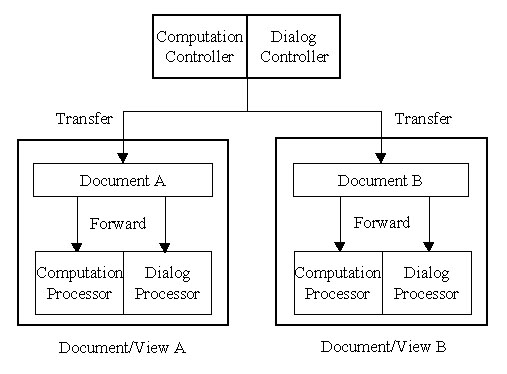 Computation
Controller
Dialog
Controller
Transfer
Transfer
Document A
Document B
Forward
Forward
Computation
Processor
Dialog
Processor
Computation
Processor
Dialog
Processor
Document/View A
Document/View B